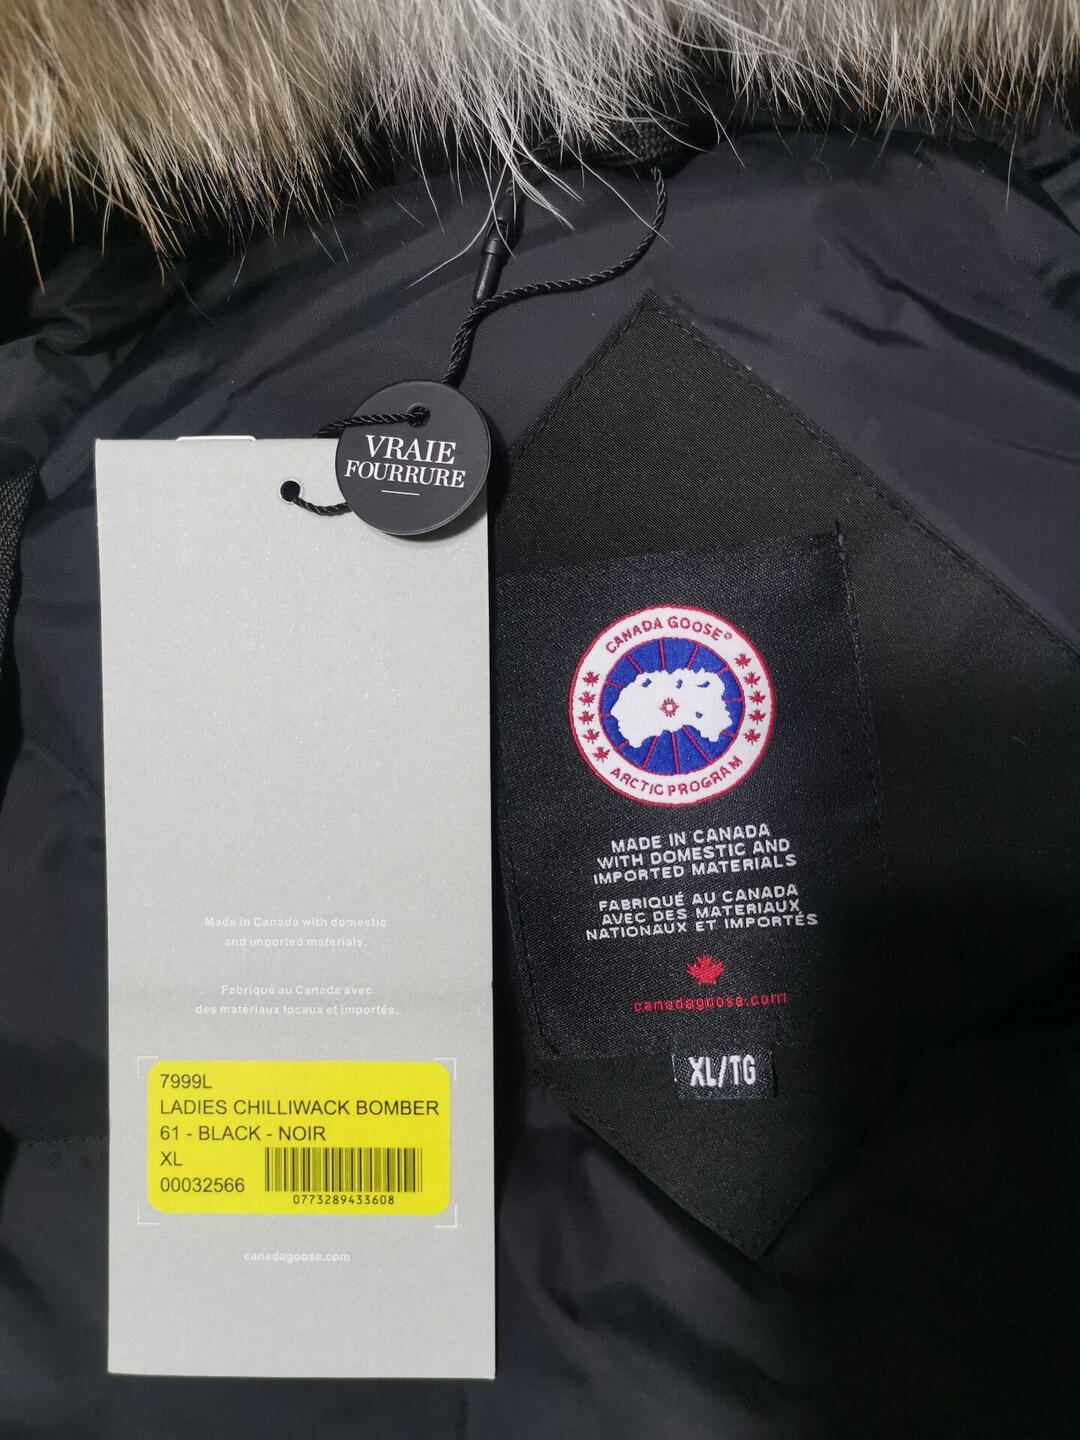 VRAIE
FOURRURE
Made in Canada with domestic
and imported materials.
Fabriqué au Canada avec
des matériaux locaux et importés.
7999L
LADIES CHILLIWACK BOMBER
61 - BLACK - NOIR
XL
00032566
0773289433608
canadagoose.com
CANADA GOOSE®
ARCTIC PROGRAM
MADE IN CANADA
WITH DOMESTIC AND
IMPORTED MATERIALS
FABRIQUÉ AU CANADA
AVEC DES MATERIAUX
NATIONAUX ET IMPORTÉS
canadagoose.com
XL/TG